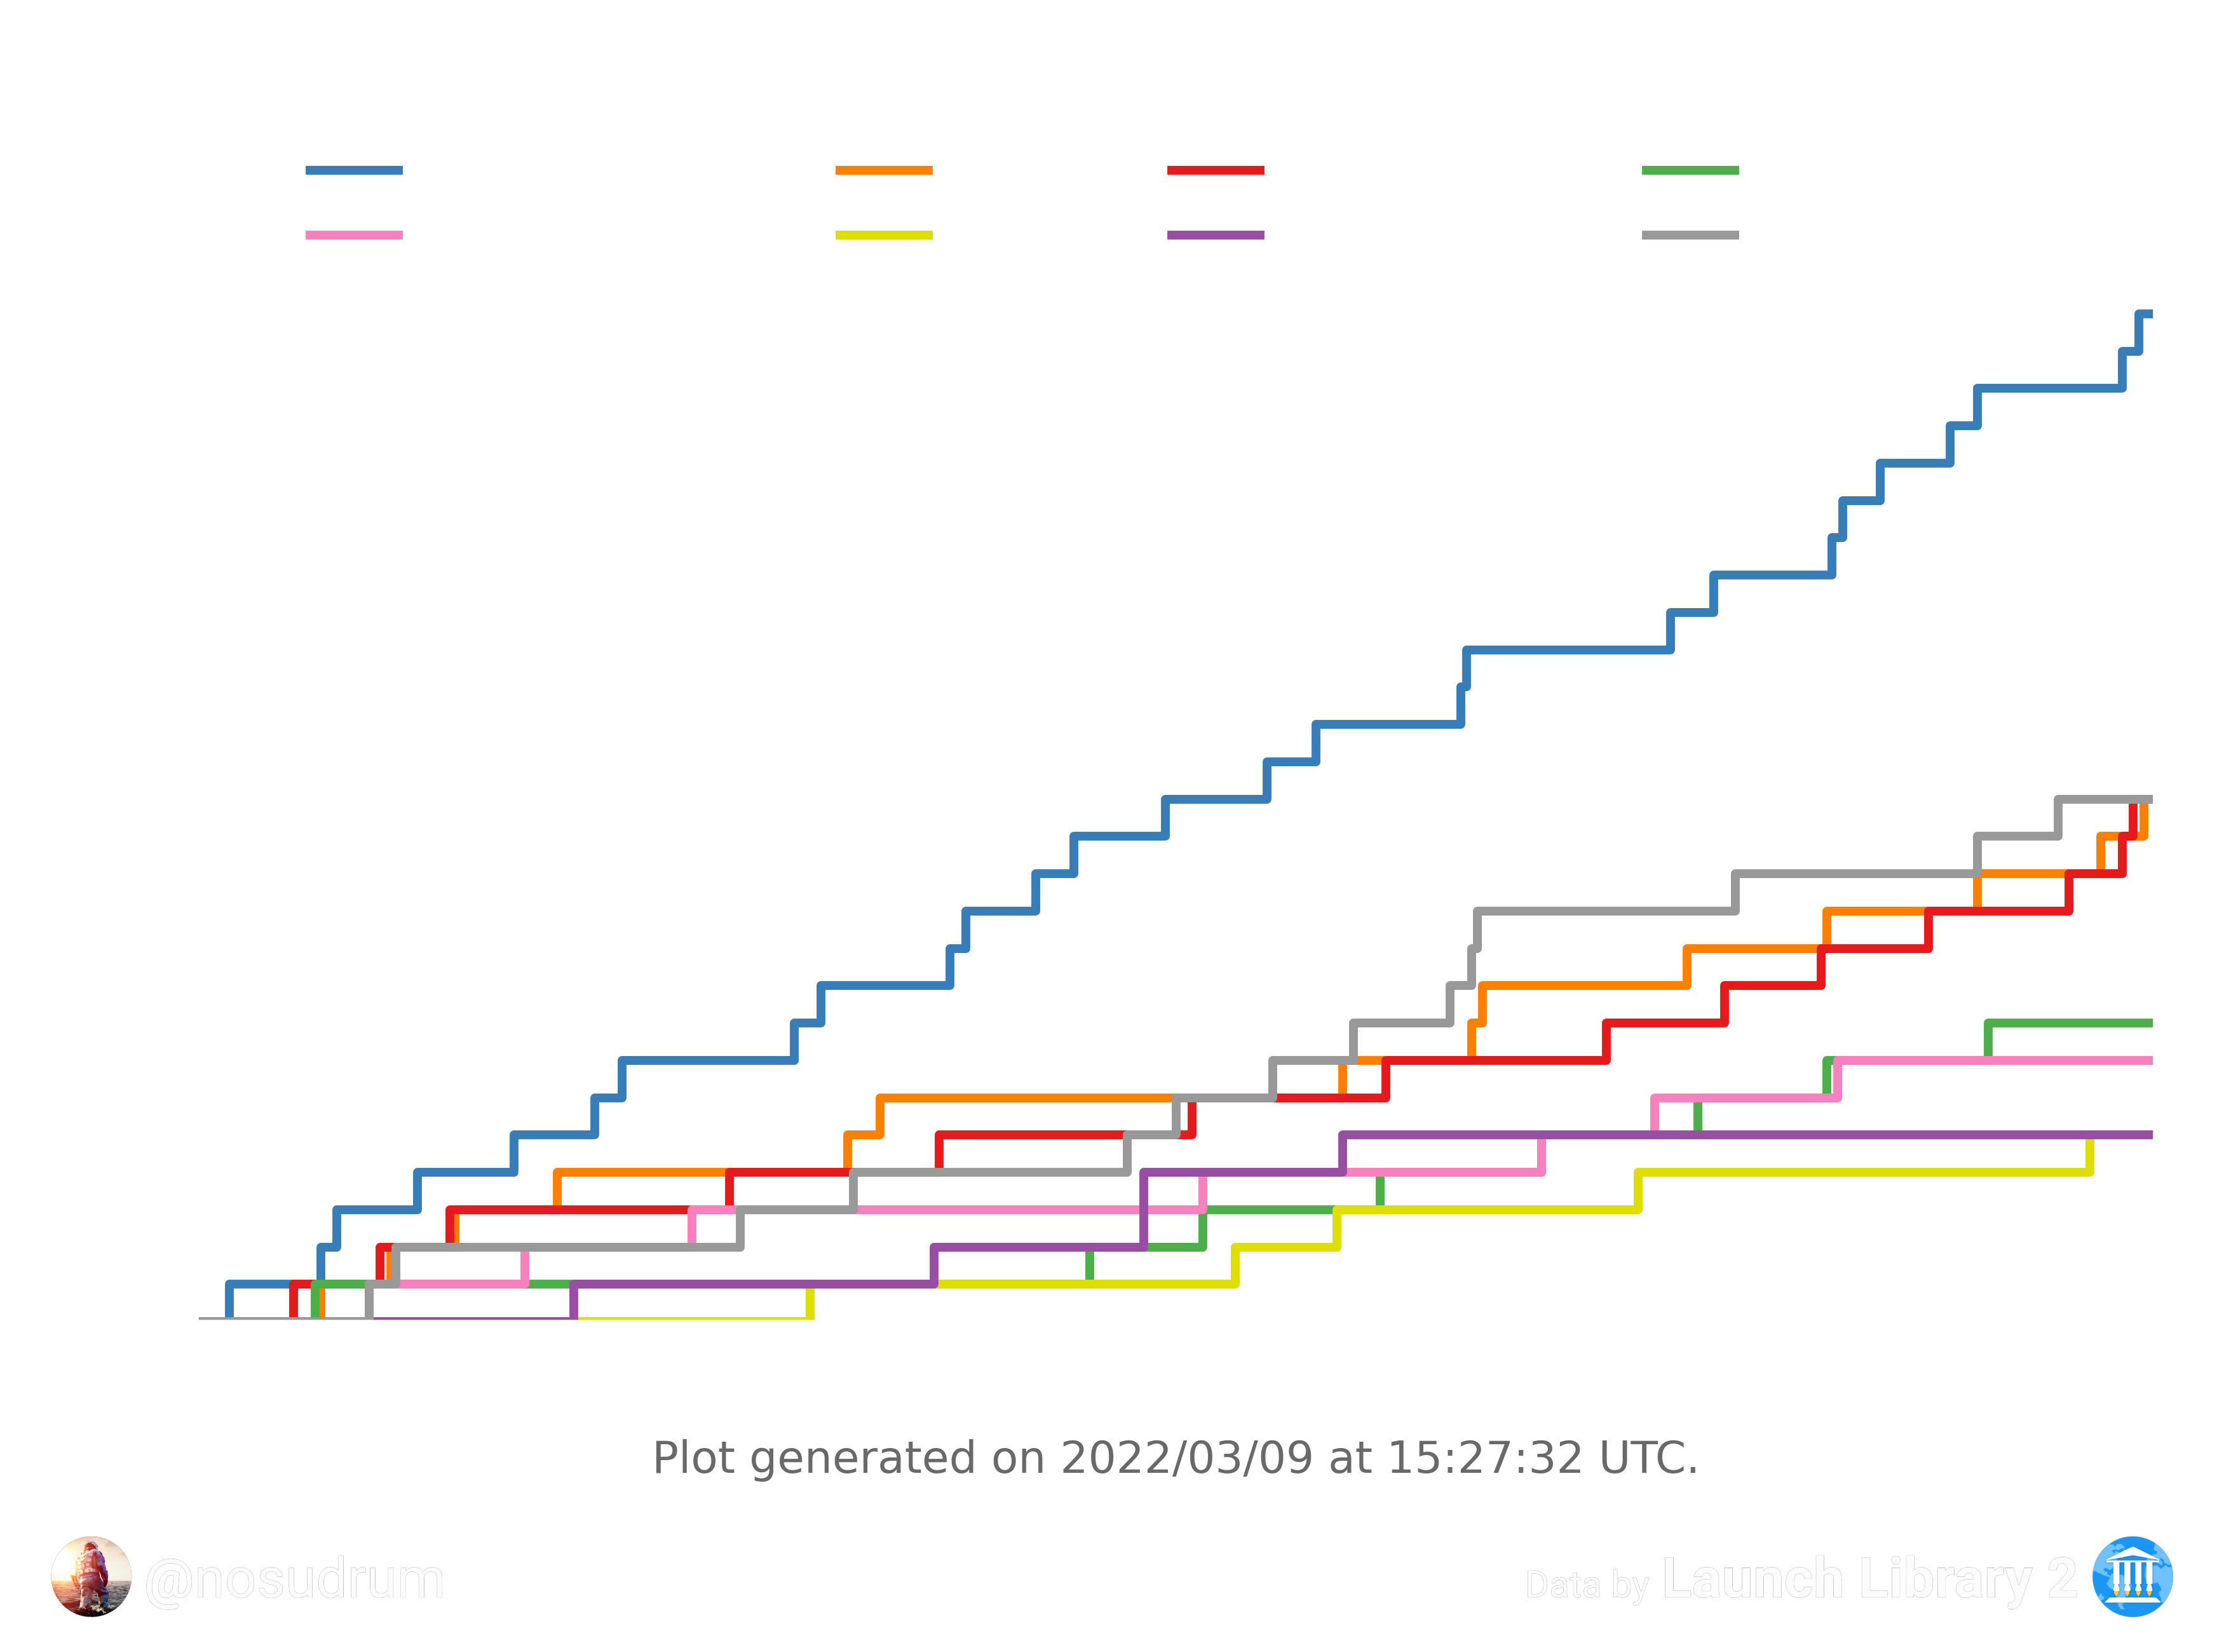 Plot generated on 2022/03/09 at 15:27:32 UTC.
@nosudrum
Data by Launch Library 2